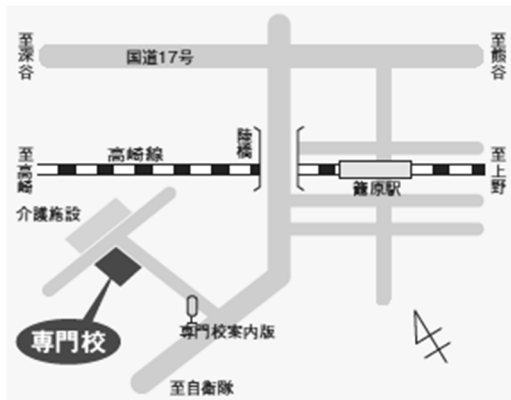 至深谷
国道17号
至熊谷
陸橋
至高崎
高崎線
籠原駅
至上野
介護施設
専門校
専門校案内版
至自衛隊